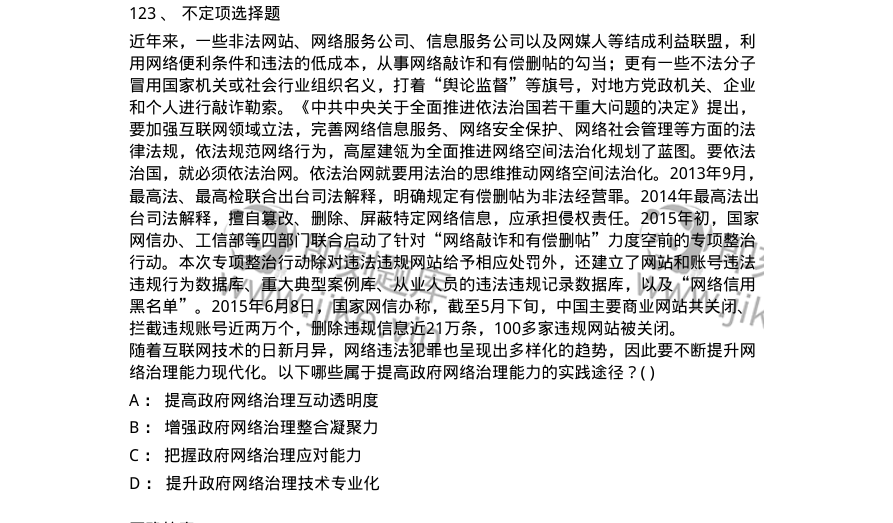 123 、 不定项选择题
近年来，一些非法网站、网络服务公司、信息服务公司以及网媒人等结成利益联盟，利
用网络便利条件和违法的低成本，从事网络敲诈和有偿删帖的勾当；更有一些不法分子
冒用国家机关或社会行业组织名义，打着“舆论监督”等旗号，对地方党政机关、企业
和个人进行敲诈勒索。《中共中央关于全面推进依法治国若干重大问题的决定》提出，
要加强互联网领域立法，完善网络信息服务、网络安全保护、网络社会管理等方面的法
律法规，依法规范网络行为，高屋建瓴为全面推进网络空间法治化规划了蓝图。要依法
治国，就必须依法治网。依法治网就要用法治的思维推动网络空间法治化。2013年9月，
最高法、最高检联合出台司法解释，明确规定有偿删帖为非法经营罪。2014年最高法出
台司法解释，擅自篡改、删除、屏蔽特定网络信息，应承担侵权责任。2015年初，国家
网信办、工信部等四部门联合启动了针对“网络敲诈和有偿删帖”力度空前的专项整治
行动。本次专项整治行动除对违法违规网站给予相应处罚外，还建立了网站和账号违法
违规行为数据库、重大典型案例库、从业人员的违法违规记录数据库，以及“网络信用
黑名单”。2015年6月8日，国家网信办称，截至5月下旬，中国主要商业网站共关闭、
拦截违规账号近两万个，删除违规信息近21万条，100多家违规网站被关闭。
随着互联网技术的日新月异，网络违法犯罪也呈现出多样化的趋势，因此要不断提升网
络治理能力现代化。以下哪些属于提高政府网络治理能力的实践途径？( )
A ： 提高政府网络治理互动透明度
B ： 增强政府网络治理整合凝聚力
C ： 把握政府网络治理应对能力
D ： 提升政府网络治理技术专业化
即刻题库
www.jike.vip